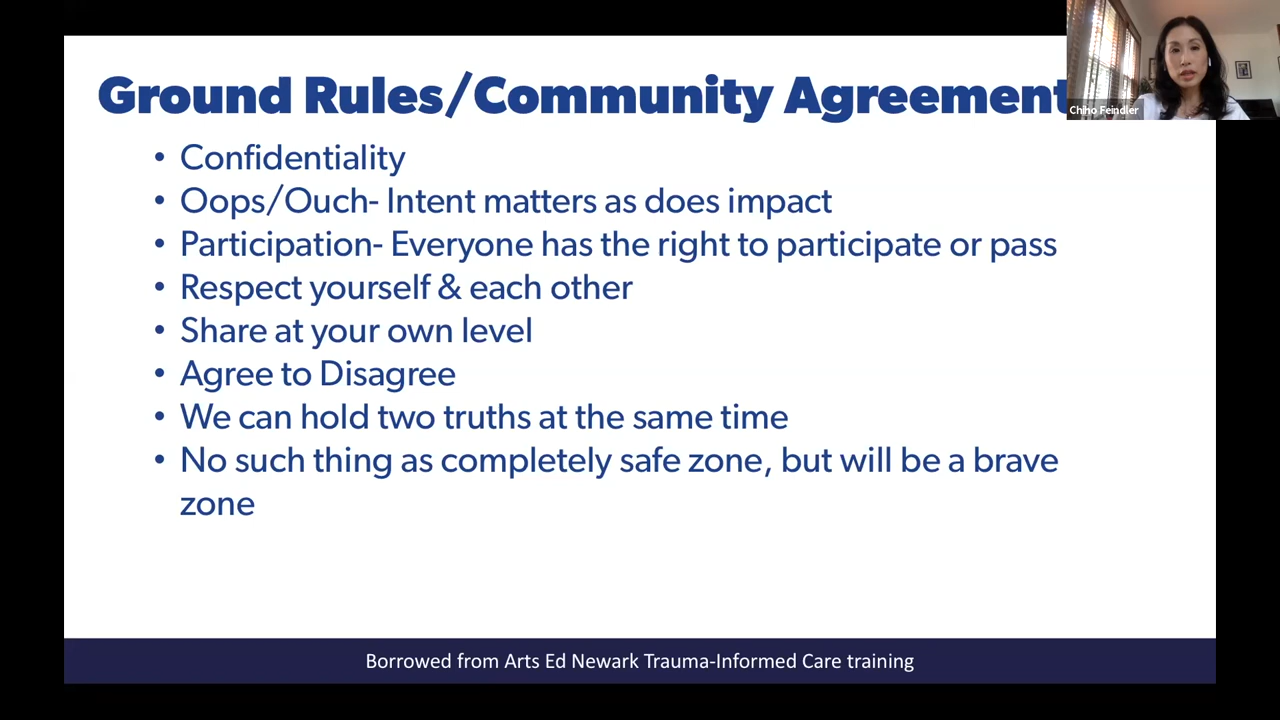 Ground Rules/Community Agreement
Chiho Feindler
• Confidentiality
• Oops/Ouch- Intent matters as does impact
• Participation- Everyone has the right to participate or pass
• Respect yourself & each other
• Share at your own level
• Agree to Disagree
• We can hold two truths at the same time
• No such thing as completely safe zone, but will be a brave
zone
Borrowed from Arts Ed Newark Trauma-Informed Care training